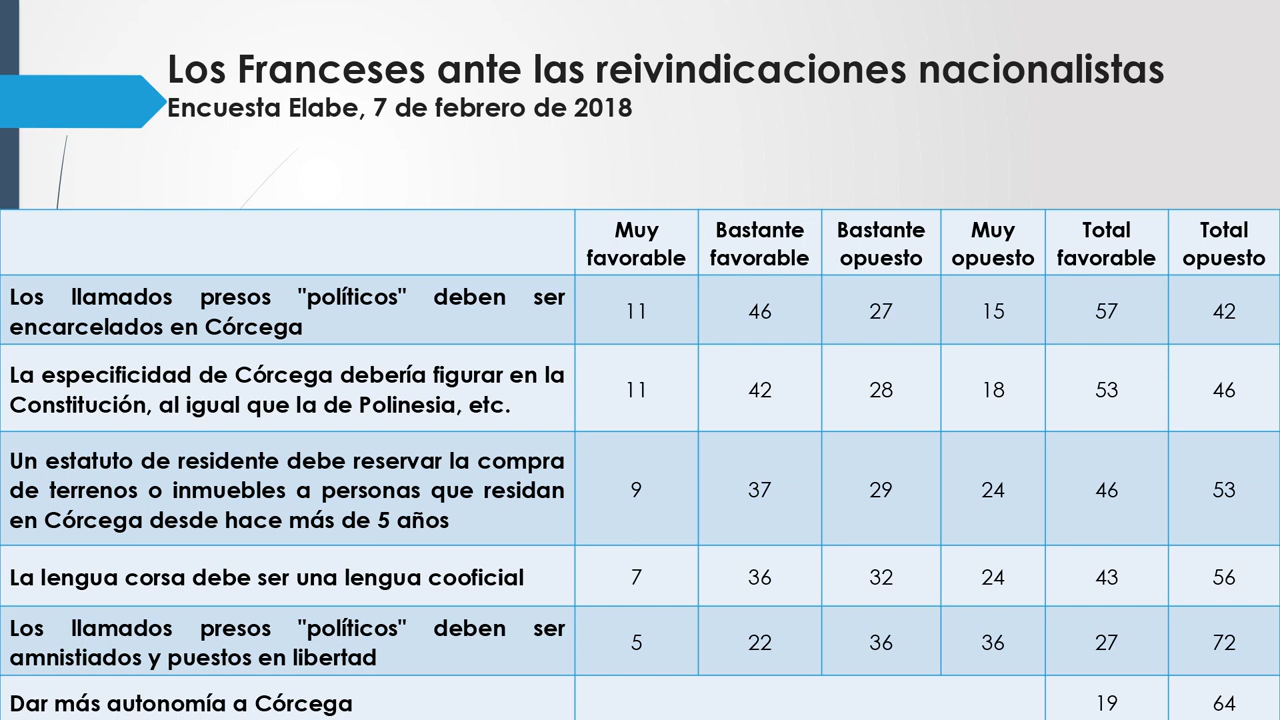 Los Franceses ante las reivindicaciones nacionalistas
Encuesta Elabe, 7 de febrero de 2018
Muy favorable Bastante favorable Bastante opuesto Muy opuesto Total favorable Total opuesto
Los llamados presos "políticos" deben ser
encarcelados en Córcega 11 46 27 15 57 42
La especificidad de Córcega debería figurar en la
Constitución, al igual que la de Polinesia, etc. 11 42 28 18 53 46
Un estatuto de residente debe reservar la compra
de terrenos o inmuebles a personas que residan
en Córcega desde hace más de 5 años 9 37 29 24 46 53
La lengua corsa debe ser una lengua cooficial 7 36 32 24 43 56
Los llamados presos "políticos" deben ser
amnistiados y puestos en libertad 5 22 36 36 27 72
Dar más autonomía a Córcega 19 64